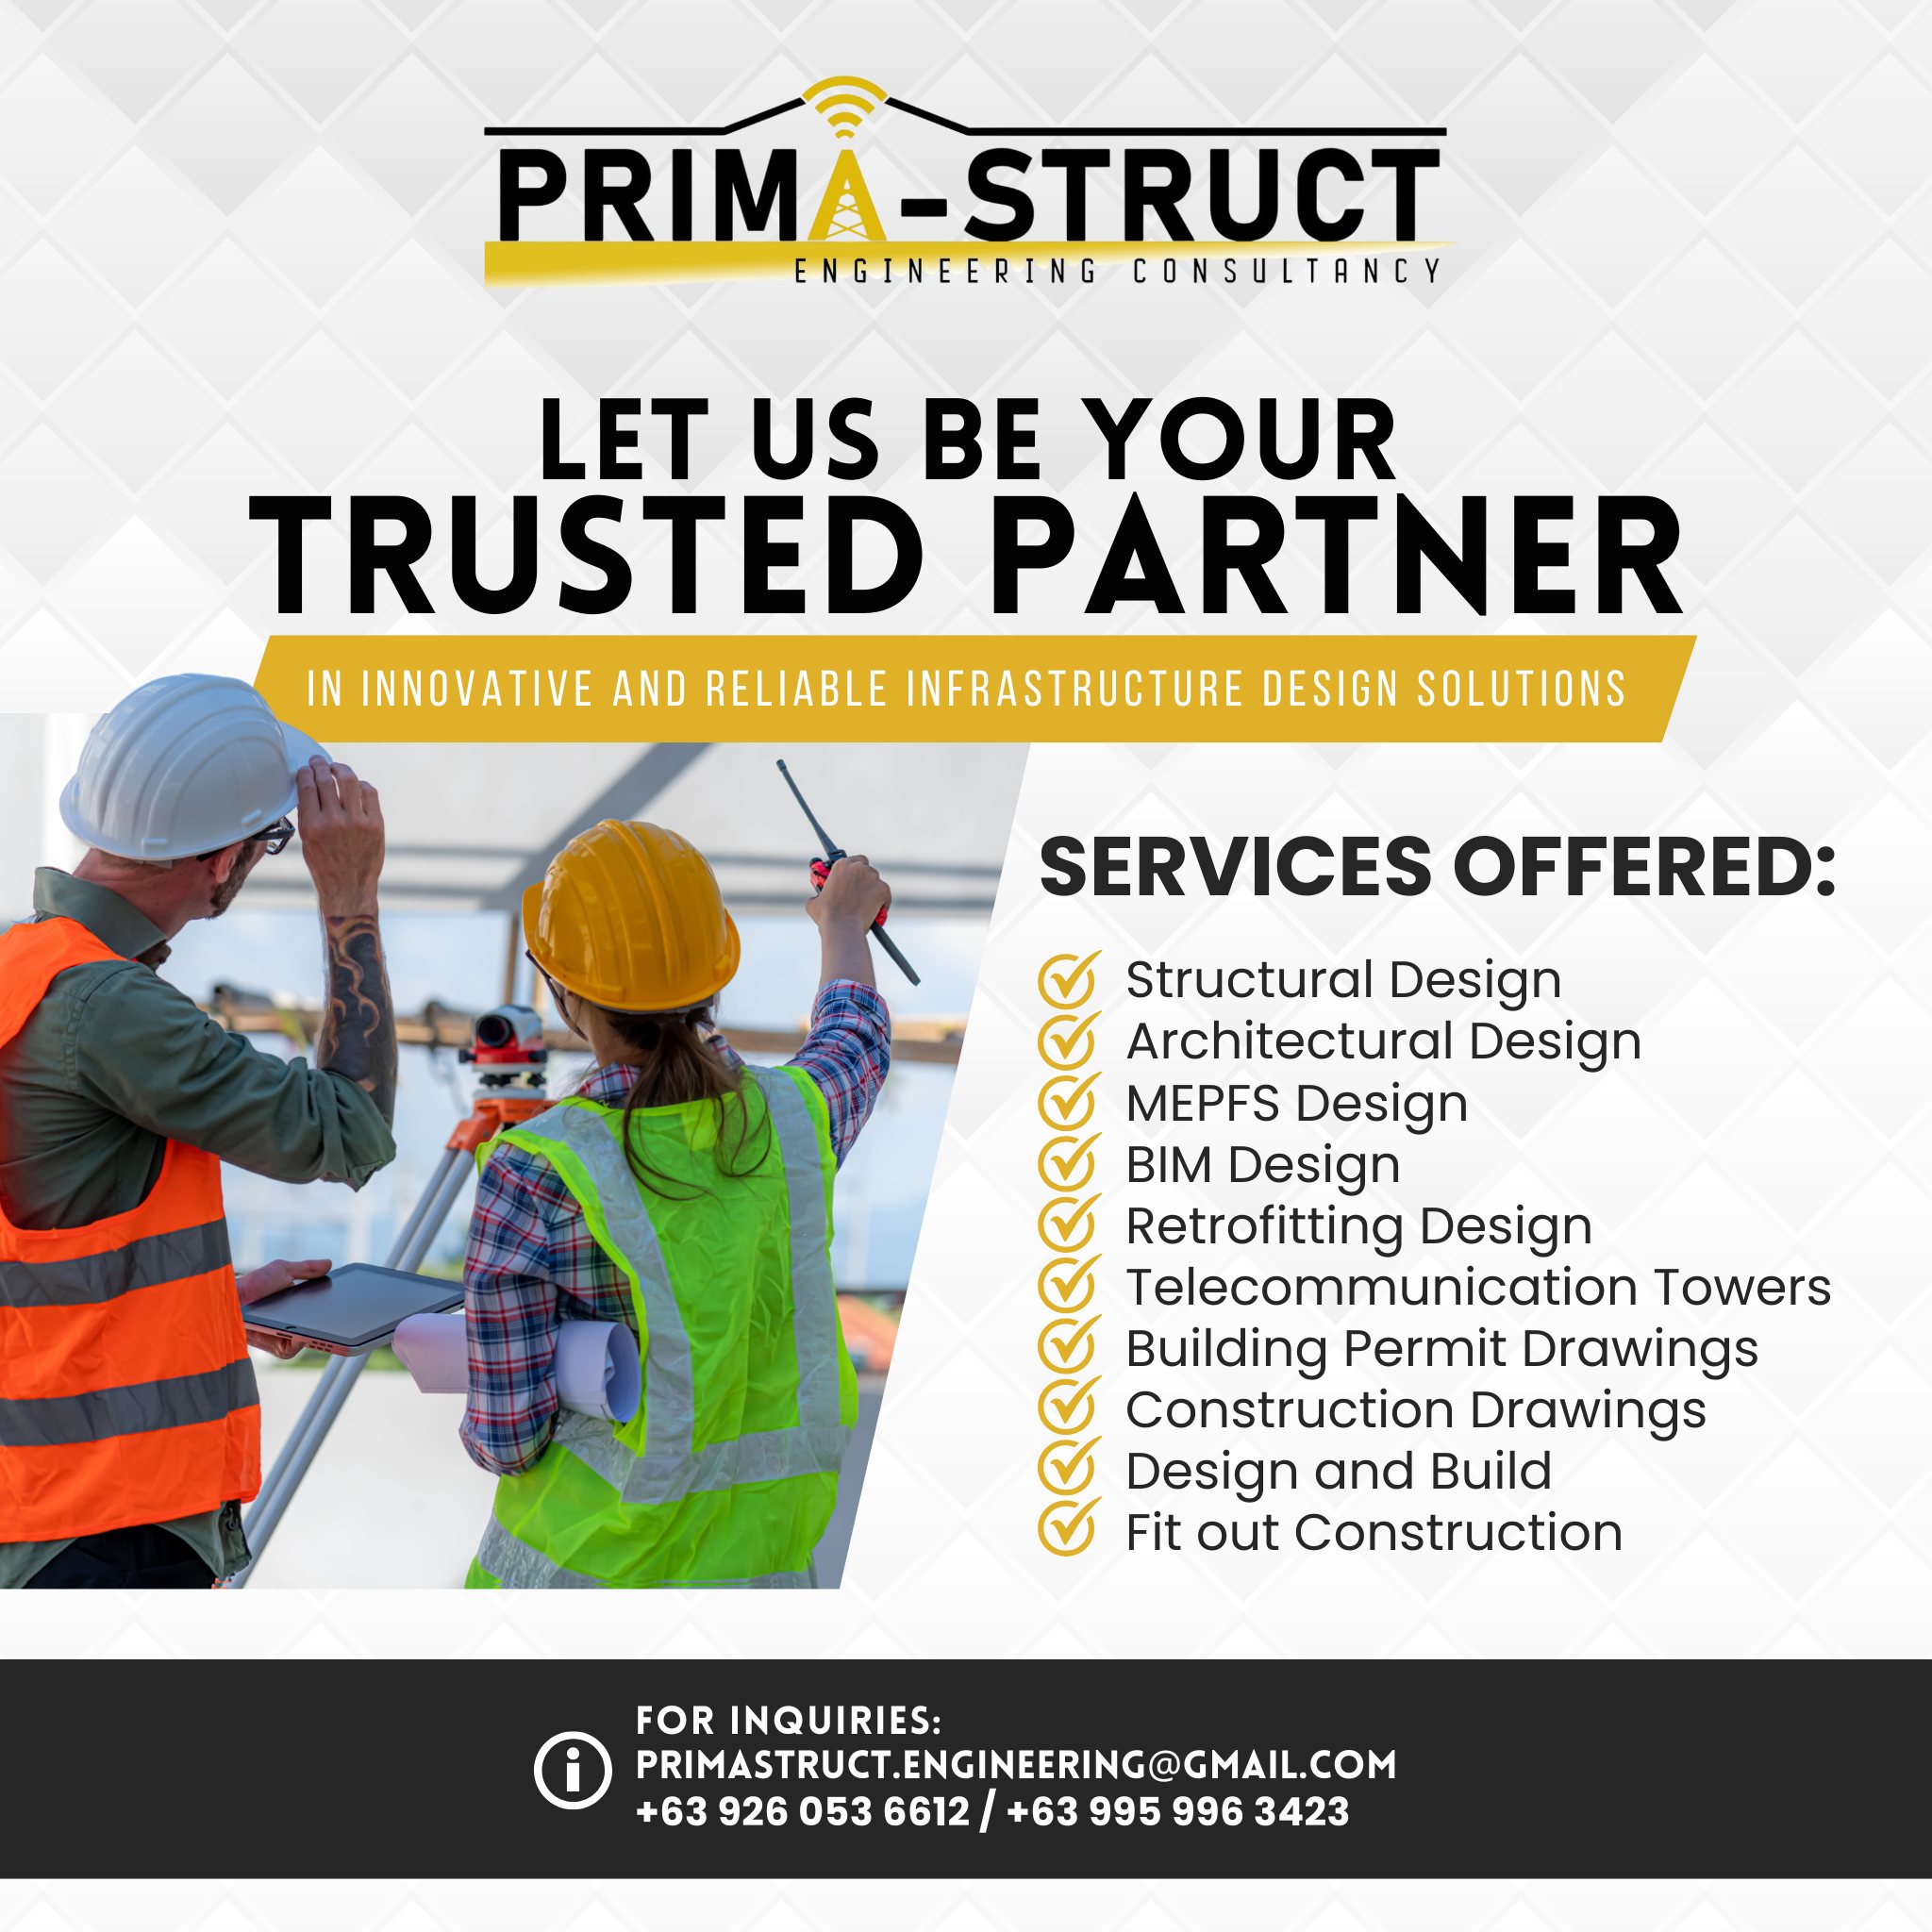 PRIMA-STRUCT
ENGINEERING CONSULTANCY
LET US BE YOUR
TRUSTED PARTNER
IN INNOVATIVE AND RELIABLE INFRASTRUCTURE DESIGN SOLUTIONS
SERVICES OFFERED:
Structural Design
Architectural Design
MEPFS Design
BIM Design
Retrofitting Design
Telecommunication Towers
Building Permit Drawings
Construction Drawings
Design and Build
Fit out Construction
FOR INQUIRIES:
PRIMASTRUCT.ENGINEERING@GMAIL.COM
+63 926 053 6612 / +63 995 996 3423